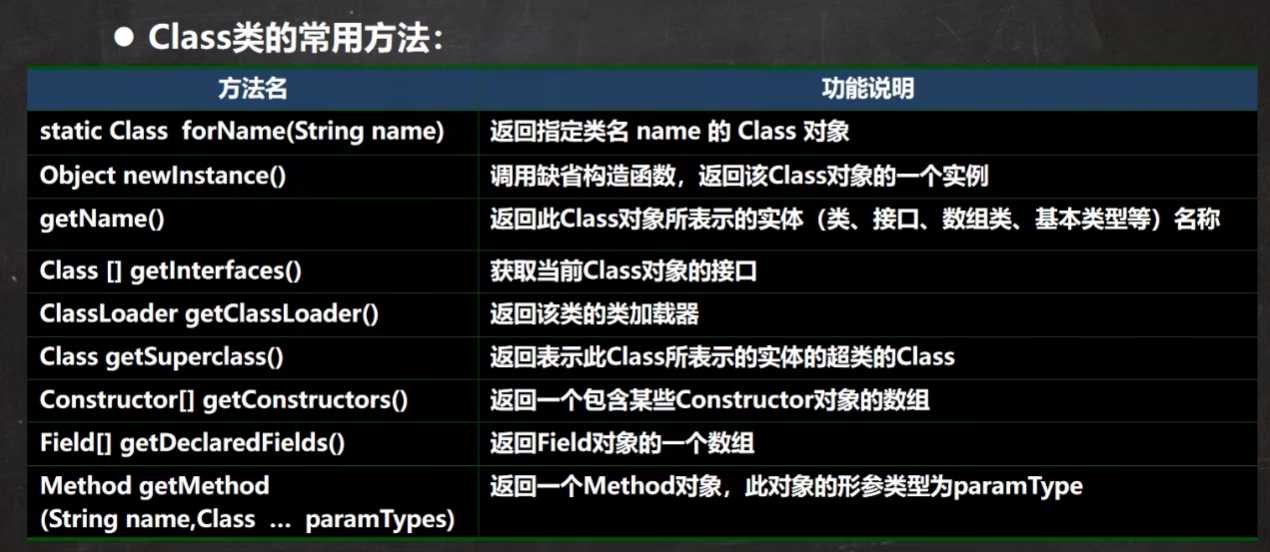 ● Class类的常用方法：
方法名 功能说明
static Class forName(String name) 返回指定类名 name 的 Class 对象
Object newInstance() 调用缺省构造函数，返回该Class对象的一个实例
getName() 返回此Class对象所表示的实体（类、接口、数组类、基本类型等）名称
Class [] getInterfaces() 获取当前Class对象的接口
ClassLoader getClassLoader() 返回该类的类加载器
Class getSuperclass() 返回表示此Class所表示的实体的超类的Class
Constructor[] getConstructors() 返回一个包含某些Constructor对象的数组
Field[] getDeclaredFields() 返回Field对象的一个数组
Method getMethod 返回一个Method对象，此对象的形参类型为paramType
(String name,Class … paramTypes)